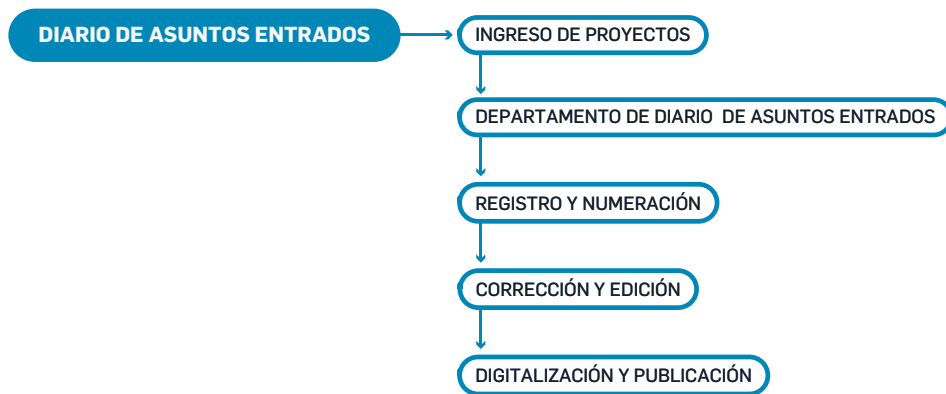 DIARIO DE ASUNTOS ENTRADOS
INGRESO DE PROYECTOS
DEPARTAMENTO DE DIARIO DE ASUNTOS ENTRADOS
REGISTRO Y NUMERACIÓN
CORRECCIÓN Y EDICIÓN
DIGITALIZACIÓN Y PUBLICACIÓN